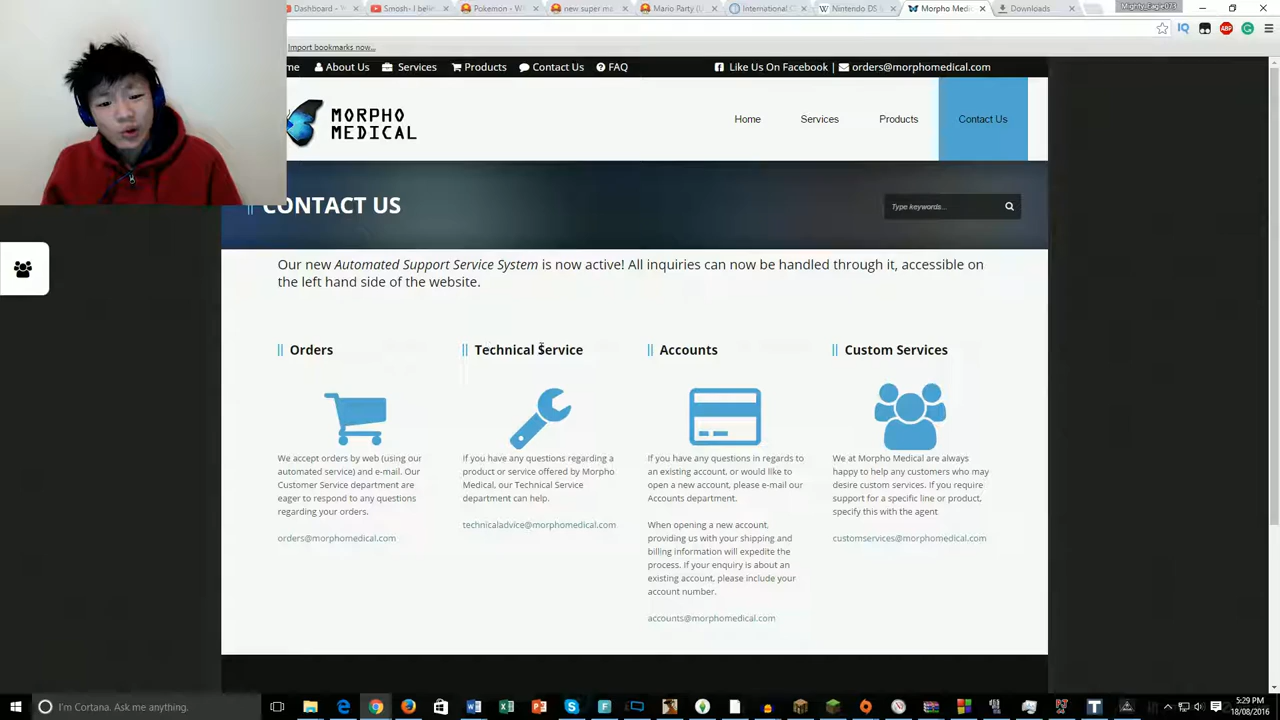 Dashboard -
Smosh- I believ
Pokemon - W
new super ma
Mario Party (U
International C
Nintendo DS
Morpho Medi
Downloads
Mighty_Eagle073
Import bookmarks now...
me
About Us
Services
Products
Contact Us
FAQ
Like Us On Facebook |
orders@morphomedical.com
MORPHO
MEDICAL
Home
Services
Products
Contact Us
CONTACT US
Type keywords...
Our new Automated Support Service System is now active! All inquiries can now be handled through it, accessible on
the left hand side of the website.
Orders
We accept orders by web (using our
automated service) and e-mail. Our
Customer Service department are
eager to respond to any questions
regarding your orders.
orders@morphomedical.com
Technical Service
If you have any questions regarding a
product or service offered by Morpho
Medical, our Technical Service
department can help.
technicaladvice@morphomedical.com
Accounts
If you have any questions in regards to
an existing account, or would like to
open a new account, please e-mail our
Accounts department.
When opening a new account,
providing us with your shipping and
billing information will expedite the
process. If your enquiry is about an
existing account, please include your
account number.
accounts@morphomedical.com
Custom Services
We at Morpho Medical are always
happy to help any customers who may
desire custom services. If you require
support for a specific line or product,
specify this with the agent
customservices@morphomedical.com
I'm Cortana. Ask me anything.
5:29 PM
18/08/2016